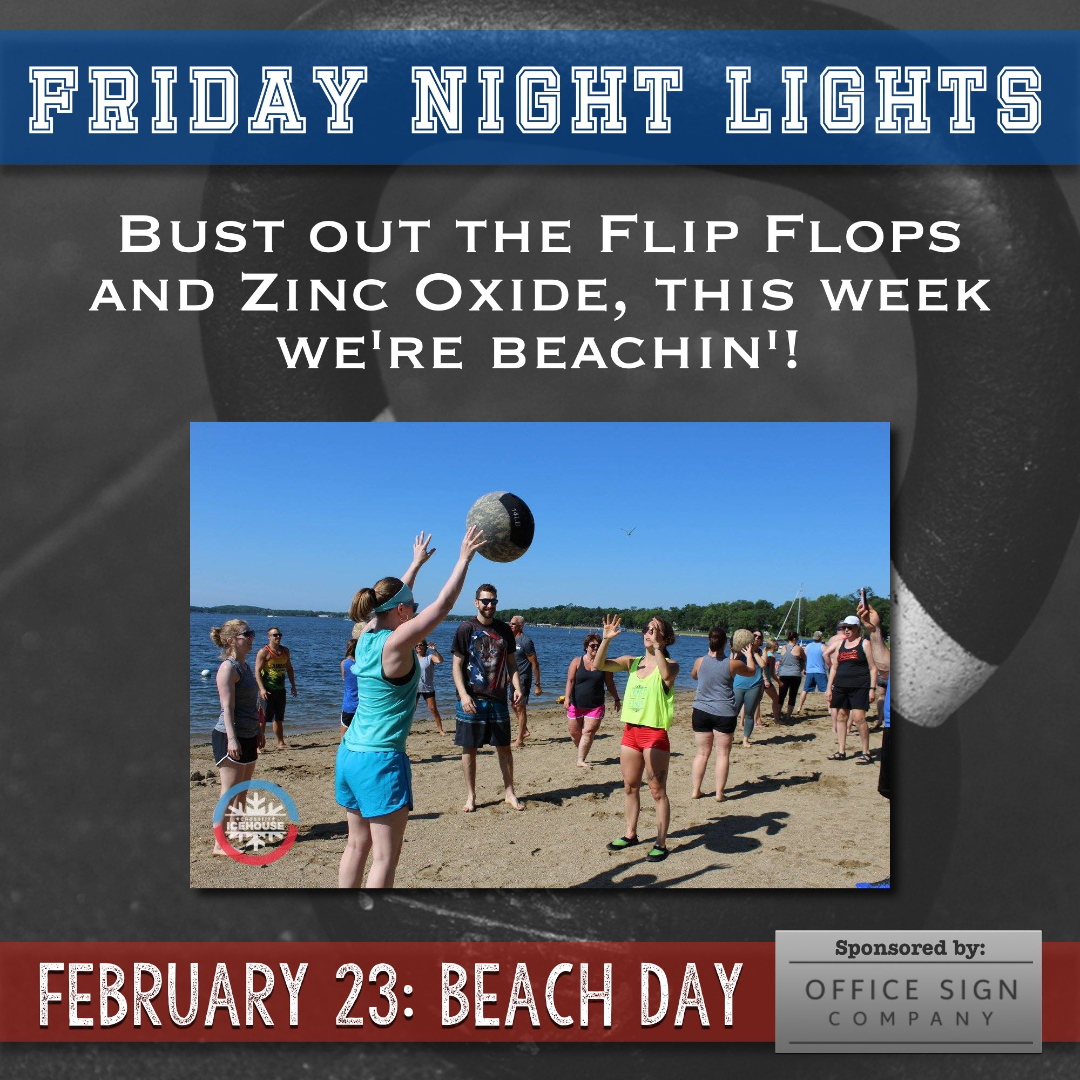 FRIDAY NIGHT LIGHTS
BUST OUT THE FLIP FLOPS
AND ZINC OXIDE, THIS WEEK
WE'RE BEACHIN'!
ICEHOUSE
FEBRUARY 23: BEACH DAY
Sponsored by:
OFFICE SIGN
COMPANY